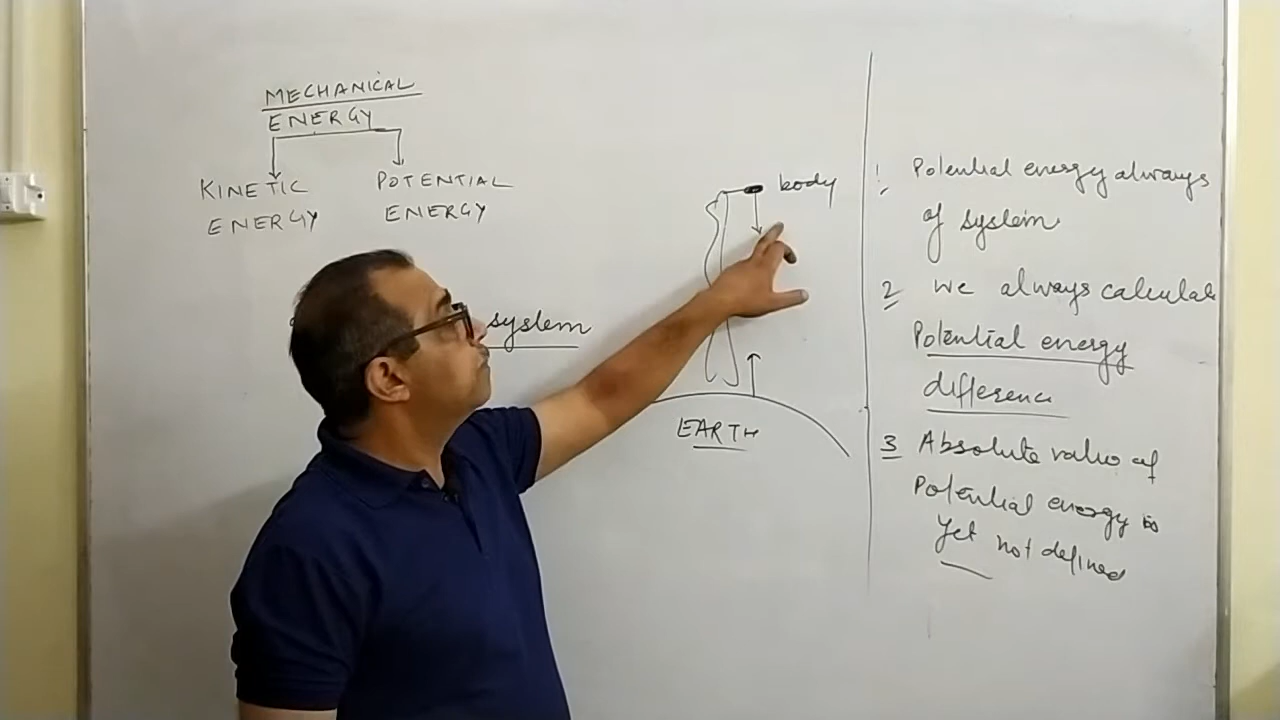 MECHANICAL
ENERGY
KINETIC
ENERGY
POTENTIAL
ENERGY
system
body
EARTH
1, Potential energy always
of system
2 We always calculate
Potential energy
difference
3 Absolute value of
Potential energy is
yet not defined